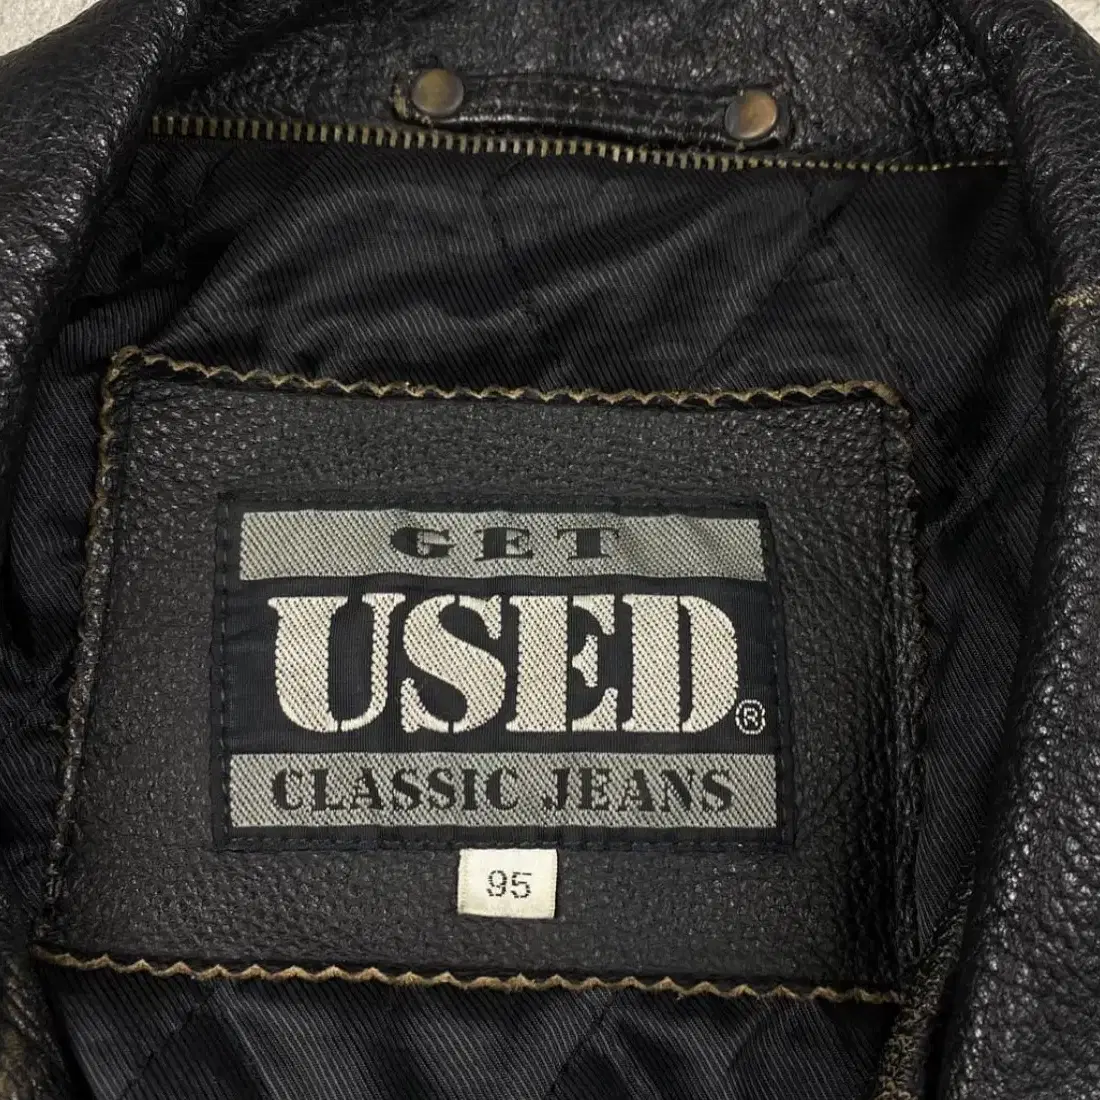 GET
USED®
CLASSIC JEANS
95